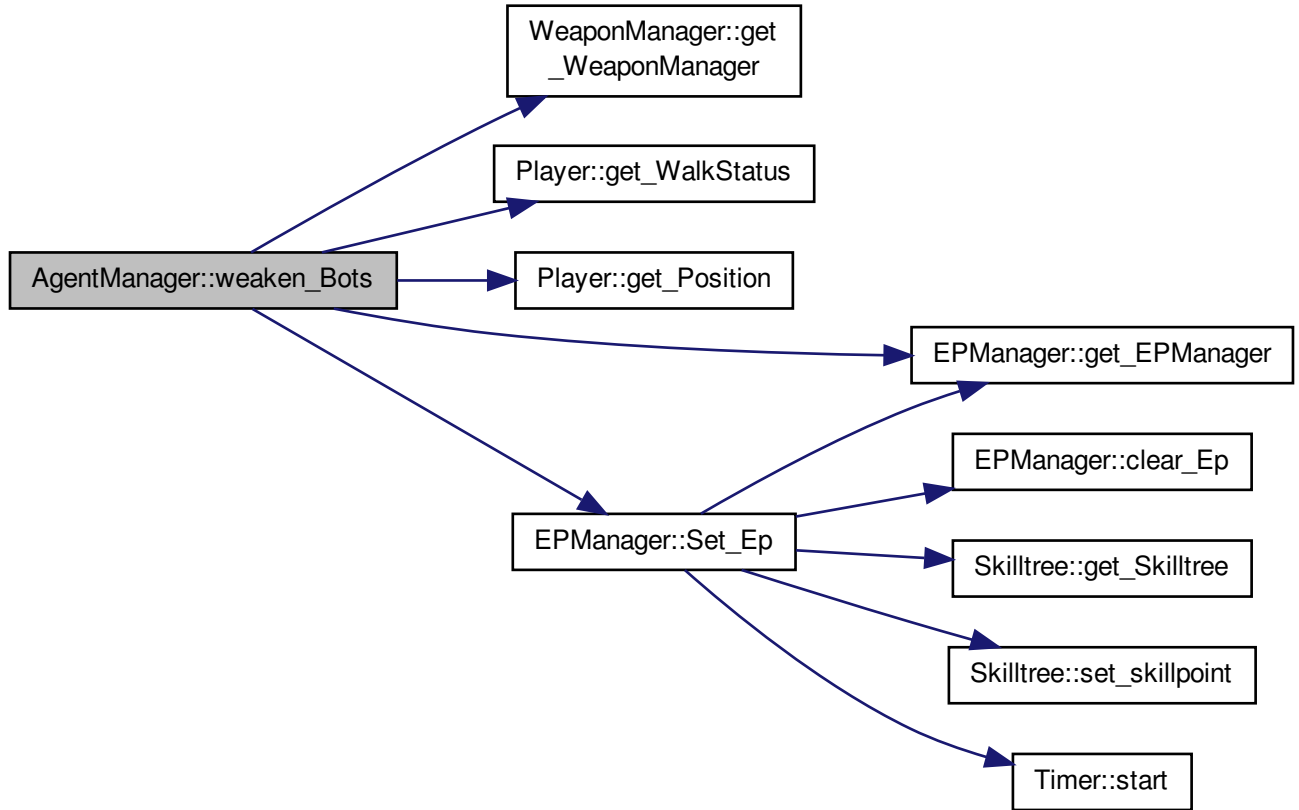 WeaponManager::get
_WeaponManager
Player::get_WalkStatus
AgentManager::weaken_Bots
Player::get_Position
EPManager::get_EPManager
EPManager::clear_Ep
EPManager::Set_Ep
Skilltree::get_Skilltree
Skilltree::set_skillpoint
Timer::start